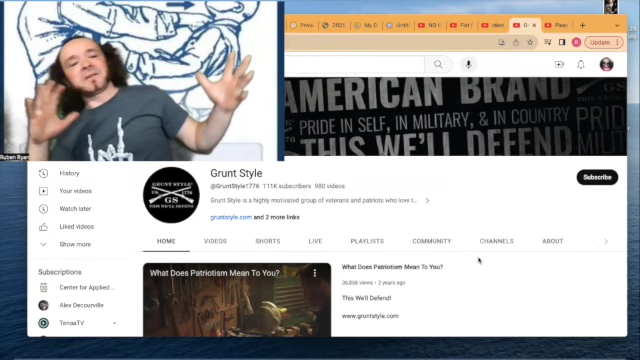 Priva
2021
My D
Untitl
NO H
Fist F
Ident
G
Pleas
Update
AMERICAN BRAND
PRIDE IN SELF, IN MILITARY, & IN COUNTRY
THIS WE'LL DEFEND
Ruben Ryan
History
Your videos
Watch later
Liked videos
Show more
Subscriptions
Center for Applied ...
Alex Decourville
TenaaTV
GRUNT STYLE
US 1776
GS
THIS WE'LL DEFEND
Grunt Style
@GruntStyle1776 111K subscribers 980 videos
Grunt Style is a highly motivated group of veterans and patriots who love t...
gruntstyle.com and 2 more links
Subscribe
HOME VIDEOS SHORTS LIVE PLAYLISTS COMMUNITY CHANNELS ABOUT
What Does Patriotism Mean To You?
What Does Patriotism Mean To You?
36,868 views • 2 years ago
This We'll Defend!
www.gruntstyle.com